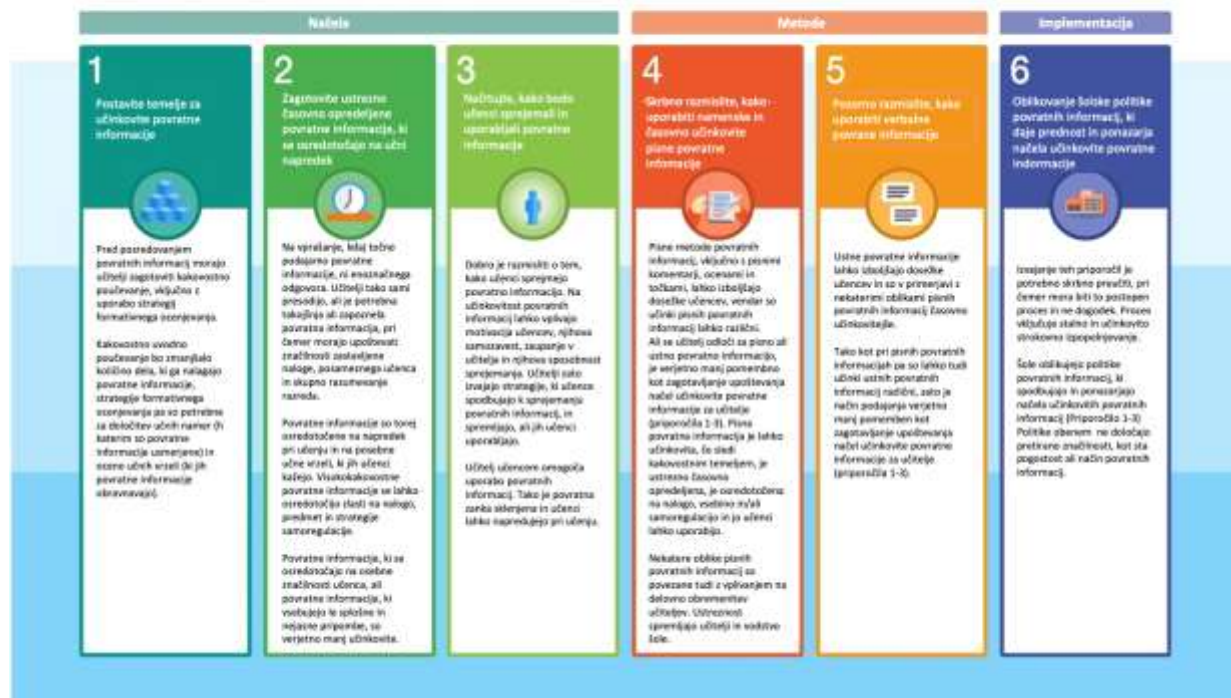 Načela
Metode
Implementacija
1
Postavite temelje za
učinkovite povratne
informacije
Pred posredovanjem
povratnih informacij morajo
učitelji zagotoviti kakovostno
poučevanje, vključno z
uporabo strategij
formativnega ocenjevanja.
Kakovostno uvodno
poučevanje bo zmanjšalo
količino dela, ki ga nalagajo
povratne informacije,
strategije formativnega
ocenjevanja pa so potrebne
za določitev učnih namer (h
katerim so povratne
informacije usmerjene) in
oceno učnih vrzeli (ki jih
povratne informacije
obravnavajo).
2
Zagotovite ustrezno
časovno opredeljene
povratne informacije, ki
se osredotočajo na učni
napredek
Na vprašanje, kdaj točno
podajamo povratne
informacije, ni enoznačnega
odgovora. Učitelji tako sami
presodijo, ali je potrebna
takojšnja ali zapoznela
povratna informacija, pri
čemer morajo upoštevati
značilnosti zastavljene
naloge, posameznega učenca
in skupno razumevanje
razreda.
Povratne informacije so torej
osredotočene na napredek
pri učenju in na posebne
učne vrzeli, ki jih učenci
kažejo. Visokokakovostne
povratne informacije se lahko
osredotočijo zlasti na nalogo,
predmet in strategije
samoregulacije.
Povratne informacije, ki se
osredotočajo na osebne
značilnosti učenca, ali
povratne informacije, ki
vsebujejo le splošne in
nejasne pripombe, so
verjetno manj učinkovite.
3
Načrtujte, kako bodo
učenci sprejemali in
uporabljali povratne
informacije
Dobro je razmisliti o tem,
kako učenci sprejmejo
povratno informacijo. Na
učinkovitost povratnih
informacij lahko vplivajo
motivacija učencev, njihova
samozavest, zaupanje v
učitelja in njihova sposobnost
sprejemanja. Učitelji zato
izvajajo strategije, ki učence
spodbujajo k sprejemanju
povratnih informacij, in
spremljajo, ali jih učenci
uporabljajo.
Učitelj učencem omogoča
uporabo povratnih
informacij. Tako je povratna
zanka sklenjena in učenci
lahko napredujejo pri učenju.
4
Skrbno razmislite, kako
uporabiti namenske in
časovno učinkovite
pisne povratne
infomacije
Pisne metode povratnih
informacij, vključno s pisnimi
komentarji, ocenami in
točkami, lahko izboljšajo
dosežke učencev, vendar so
učinki pisnih povratnih
informacij lahko različni.
Ali se učitelj odloči za pisno ali
ustno povratno informacijo,
je verjetno manj pomembno
kot zagotavljanje upoštevanja
načel učinkovite povratne
informacije za učitelje
(priporočila 1-3). Pisna
povratna informacija je lahko
učinkovita, če sledi
kakovostnim temeljem, je
ustrezno časovno
opredeljena, je osredotočena
na nalogo, vsebino in/ali
samoregulacijo in jo učenci
lahko uporabijo.
Nekatere oblike pisnih
povratnih informacij so
povezane tudi z vplivanjem na
delovno obremenitev
učiteljev. Ustreznost
spremljajo učitelji in vodstvo
šole.
5
Pozorno razmislite, kako
uporabiti verbalne
povratne informacije
Ustne povratne informacije
lahko izboljšajo dosežke
učencev in so v primerjavi z
nekaterimi oblikami pisnih
povratnih informacij časovno
učinkovitejše.
Tako kot pri pisnih povratnih
informacijah pa so lahko tudi
učinki ustnih povratnih
informacij različni, zato je
način podajanja verjetno
manj pomemben kot
zagotavljanje upoštevanja
načel učinkovite povratne
informacije za učitelje
(priporočila 1-3).
6
Oblikovanje šolske politike
povratnih informacij, ki
daje prednost in ponazarja
načela učinkovite povratne
indormacije
Izvajanje teh priporočil je
potrebno skrbno preučiti, pri
čemer mora biti to postopen
proces in ne dogodek. Proces
vključuje stalno in učinkovito
strokovno izpopolnjevanje.
Šole oblikujejo politike
povratnih informacij, ki
spodbujajo in ponazarjajo
načela učinkovitih povratnih
informacij (Priporočilo 1-3)
Politike obenem ne določajo
pretirano značilnosti, kot sta
pogostost ali način povratnih
informacij.